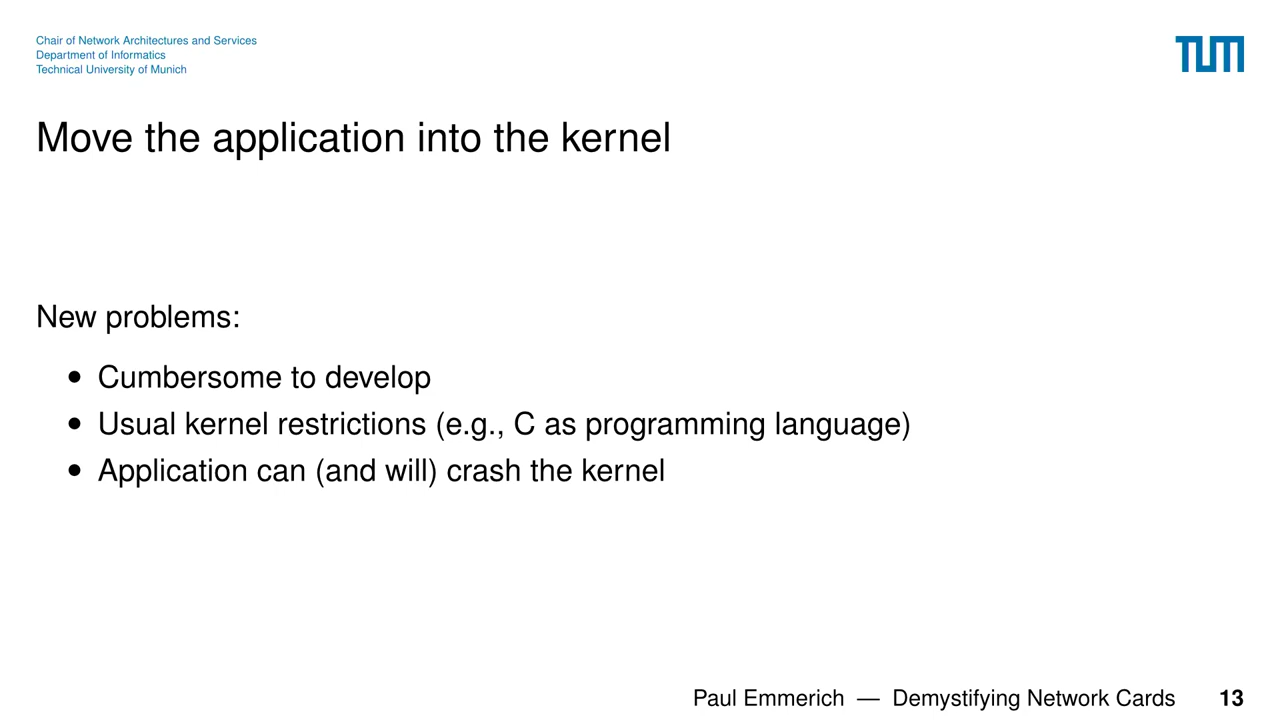 Chair of Network Architectures and Services
Department of Informatics
Technical University of Munich
TUM
Move the application into the kernel
New problems:
• Cumbersome to develop
• Usual kernel restrictions (e.g., C as programming language)
• Application can (and will) crash the kernel
Paul Emmerich — Demystifying Network Cards 13